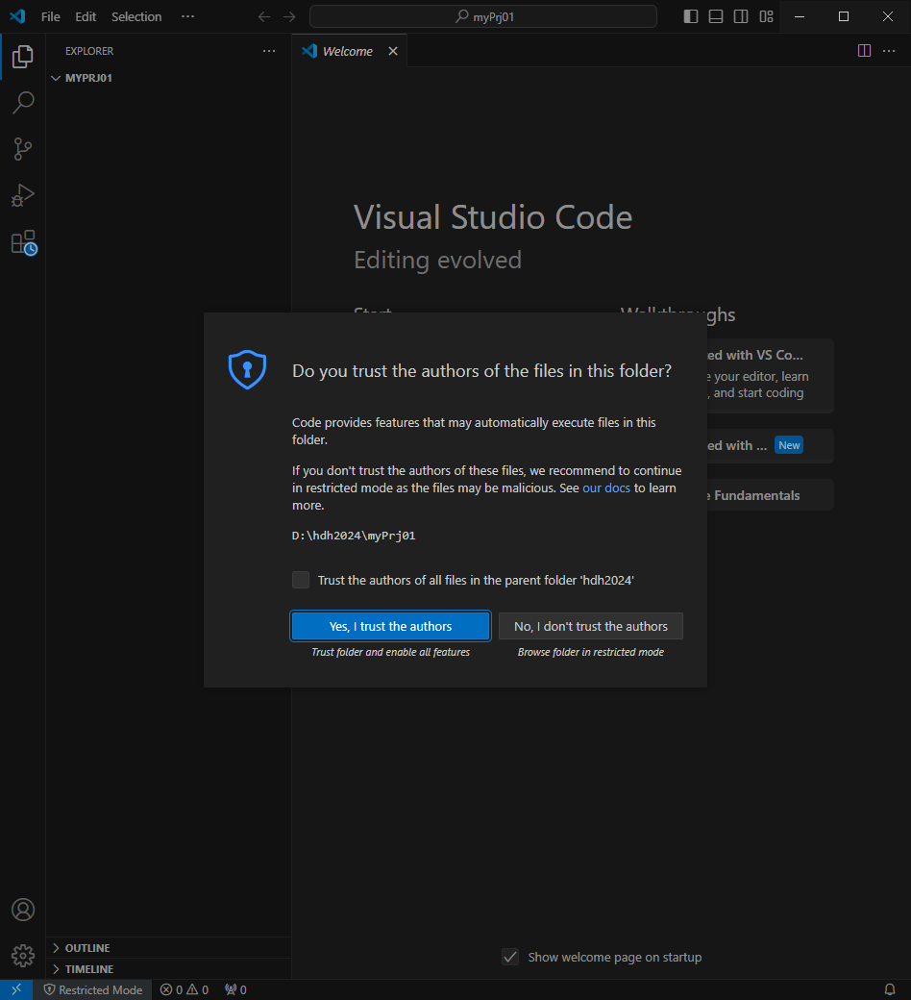 File Edit Selection ··· myPrj01
EXPLORER ···
MYPRJ01
Welcome
Visual Studio Code
Editing evolved
Start
Walkthroughs
ed with VS Co...
e your editor, learn
, and start coding
ed with ... New
e Fundamentals
Do you trust the authors of the files in this folder?
Code provides features that may automatically execute files in this
folder.
If you don't trust the authors of these files, we recommend to continue
in restricted mode as the files may be malicious. See our docs to learn
more.
D:\hdh2024\myPrj01
Trust the authors of all files in the parent folder 'hdh2024'
Yes, I trust the authors No, I don't trust the authors
Trust folder and enable all features Browse folder in restricted mode
Show welcome page on startup
OUTLINE
TIMELINE
Restricted Mode 0 0 0